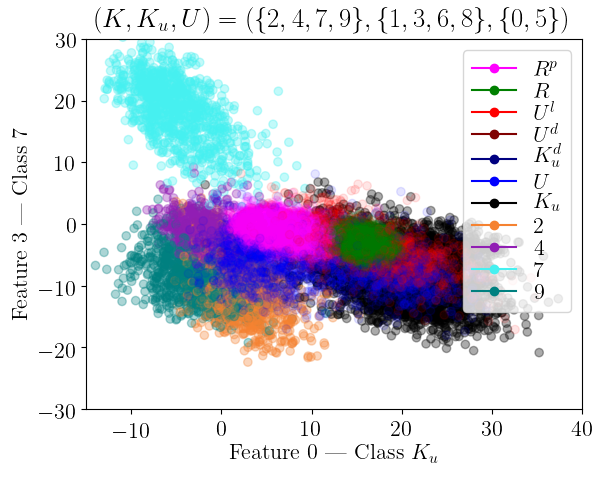 (K, K_u, U) = ({2, 4, 7, 9}, {1, 3, 6, 8}, {0, 5})
30
20
10
0
−10
−20
−30
Feature 3 — Class 7
−10
0
10
20
30
40
Feature 0 — Class K_u
R^p
R
U^l
U^d
K_u^d
U
K_u
2
4
7
9